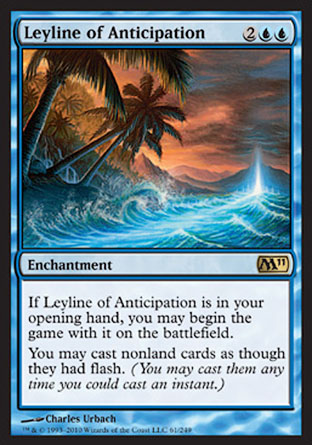 Leyline of Anticipation 2
Enchantment M11
If Leyline of Anticipation is in your
opening hand, you may begin the
game with it on the battlefield.
You may cast nonland cards as though
they had flash. (You may cast them any
time you could cast an instant.)
Charles Urbach
™ & © 1993–2010 Wizards of the Coast LLC 61/249